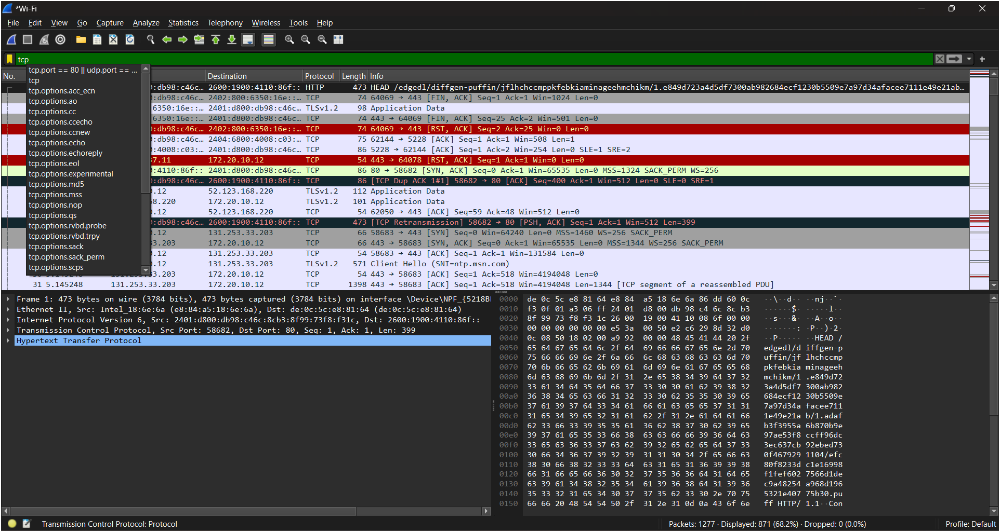 *Wi-Fi
File Edit View Go Capture Analyze Statistics Telephony Wireless Tools Help
tcp
tcp.port == 80 || udp.port == ...
tcp
tcp.options.acc_ecn
tcp.options.ao
tcp.options.cc
tcp.options.ccecho
tcp.options.ccnew
tcp.options.echo
tcp.options.echoreply
tcp.options.eol
tcp.options.experimental
tcp.options.md5
tcp.options.mss
tcp.options.nop
tcp.options.qs
tcp.options.rvbd.probe
tcp.options.rvbd.trpy
tcp.options.sack
tcp.options.sack_perm
tcp.options.scps
No. Destination Protocol Length Info
:db98:c46c… 2600:1900:4110:86f:: HTTP 473 HEAD /edgedl/diffgen-puffin/jflhchccmppkfebkiaminageehmchikm/1.e849d723a4d5df7300ab982684ecf1230b5509e7a97d34afacee7111e49e21ab…
:db98:c46c… 2402:800:6350:16e::… TCP 74 64069 → 443 [FIN, ACK] Seq=1 Ack=1 Win=1024 Len=0
6350:16e::… 2401:d800:db98:c46c… TLSv1.2 98 Application Data
6350:16e::… 2401:d800:db98:c46c… TCP 74 443 → 64069 [FIN, ACK] Seq=25 Ack=2 Win=501 Len=0
:db98:c46c… 2402:800:6350:16e::… TCP 74 64069 → 443 [RST, ACK] Seq=2 Ack=25 Win=0 Len=0
:db98:c46c… 2404:6800:4008:c03:… TCP 75 62144 → 5228 [ACK] Seq=1 Ack=1 Win=508 Len=1
:4008:c03:… 2401:d800:db98:c46c… TCP 86 5228 → 62144 [ACK] Seq=1 Ack=2 Win=254 Len=0 SLE=1 SRE=2
7.11 172.20.10.12 TCP 54 443 → 64078 [RST, ACK] Seq=1 Ack=1 Win=0 Len=0
:4110:86f:: 2401:d800:db98:c46c… TCP 86 80 → 58682 [SYN, ACK] Seq=0 Ack=1 Win=65535 Len=0 MSS=1324 SACK_PERM WS=256
:db98:c46c… 2600:1900:4110:86f:: TCP 86 [TCP Dup ACK 1#1] 58682 → 80 [ACK] Seq=400 Ack=1 Win=512 Len=0 SLE=0 SRE=1
.12 52.123.168.220 TLSv1.2 112 Application Data
8.220 172.20.10.12 TLSv1.2 101 Application Data
.12 52.123.168.220 TCP 54 62050 → 443 [ACK] Seq=59 Ack=48 Win=512 Len=0
:db98:c46c… 2600:1900:4110:86f:: TCP 473 [TCP Retransmission] 58682 → 80 [PSH, ACK] Seq=1 Ack=1 Win=512 Len=399
.12 131.253.33.203 TCP 66 58683 → 443 [SYN] Seq=0 Win=64240 Len=0 MSS=1460 WS=256 SACK_PERM
3.203 172.20.10.12 TCP 66 443 → 58683 [SYN, ACK] Seq=0 Ack=1 Win=65535 Len=0 MSS=1344 WS=256 SACK_PERM
.12 131.253.33.203 TCP 54 58683 → 443 [ACK] Seq=1 Ack=1 Win=131584 Len=0
.12 131.253.33.203 TLSv1.2 571 Client Hello (SNI=ntp.msn.com)
30 5.145248 131.253.33.203 172.20.10.12 TCP 54 443 → 58683 [ACK] Seq=1 Ack=518 Win=4194048 Len=0
31 5.145248 131.253.33.203 172.20.10.12 TCP 1398 443 → 58683 [ACK] Seq=1 Ack=518 Win=4194048 Len=1344 [TCP segment of a reassembled PDU]
Frame 1: 473 bytes on wire (3784 bits), 473 bytes captured (3784 bits) on interface \Device\NPF_{5218B
Ethernet II, Src: Intel_18:6e:6a (e8:84:a5:18:6e:6a), Dst: de:0c:5c:e8:81:64 (de:0c:5c:e8:81:64)
Internet Protocol Version 6, Src: 2401:d800:db98:c46c:8cb3:8f99:73f8:f31c, Dst: 2600:1900:4110:86f::
Transmission Control Protocol, Src Port: 58682, Dst Port: 80, Seq: 1, Ack: 1, Len: 399
Hypertext Transfer Protocol
0000 de 0c 5c e8 81 64 e8 84 a5 18 6e 6a 86 dd 60 0c ··\··d·· ··nj··`·
0010 f3 0f 01 a3 06 ff 24 01 d8 00 db 98 c4 6c 8c b3 ······$· ·····l··
0020 8f 99 73 f8 f3 1c 26 00 19 00 41 10 08 6f 00 00 ··s···&· ··A··o··
0030 00 00 00 00 00 00 e5 3a 00 50 e2 c6 29 8d 32 d0 ·······: ·P··)·2·
0040 0c 08 50 18 02 00 a9 92 00 00 48 45 41 44 20 2f ··P····· ··HEAD /
0050 65 64 67 65 64 6c 2f 64 69 66 66 67 65 6e 2d 70 edgedl/d iffgen-p
0060 75 66 66 69 6e 2f 6a 66 6c 68 63 68 63 63 6d 70 uffin/jf lhchccmp
0070 70 6b 66 65 62 6b 69 61 6d 69 6e 61 67 65 65 68 pkfebkia minageeh
0080 6d 63 68 69 6b 6d 2f 31 2e 65 38 34 39 64 37 32 mchikm/1 .e849d72
0090 33 61 34 64 35 64 66 37 33 30 30 61 62 39 38 32 3a4d5df7 300ab982
00a0 36 38 34 65 63 66 31 32 33 30 62 35 35 30 39 65 684ecf12 30b5509e
00b0 37 61 39 37 64 33 34 61 66 61 63 65 65 37 31 31 7a97d34a facee711
00c0 31 65 34 39 65 32 31 61 62 2f 31 2e 61 64 61 66 1e49e21a b/1.adaf
00d0 62 33 66 33 39 35 35 61 36 62 38 37 30 62 39 65 b3f3955a 6b870b9e
00e0 39 37 61 65 35 33 66 38 63 63 66 66 39 36 64 63 97ae53f8 ccff96dc
00f0 33 65 63 36 33 37 63 62 39 32 65 62 65 64 37 33 3ec637cb 92ebed73
0100 30 66 34 36 37 39 32 39 31 31 30 34 2f 65 66 63 0f467929 1104/efc
0110 38 30 66 38 32 33 33 64 63 31 65 31 36 39 39 38 80f8233d c1e16998
0120 66 31 66 65 66 36 30 32 37 35 36 36 64 31 64 65 f1fef602 7566d1de
0130 63 39 61 34 38 32 35 34 61 39 36 38 64 31 39 36 c9a48254 a968d196
0140 35 33 32 31 65 34 30 37 37 35 62 33 30 2e 70 75 5321e407 75b30.pu
0150 66 66 20 48 54 54 50 2f 31 2e 31 0d 0a 43 6f 6e ff HTTP/ 1.1··Con
Transmission Control Protocol: Protocol
Packets: 1277 · Displayed: 871 (68.2%) · Dropped: 0 (0.0%)
Profile: Default